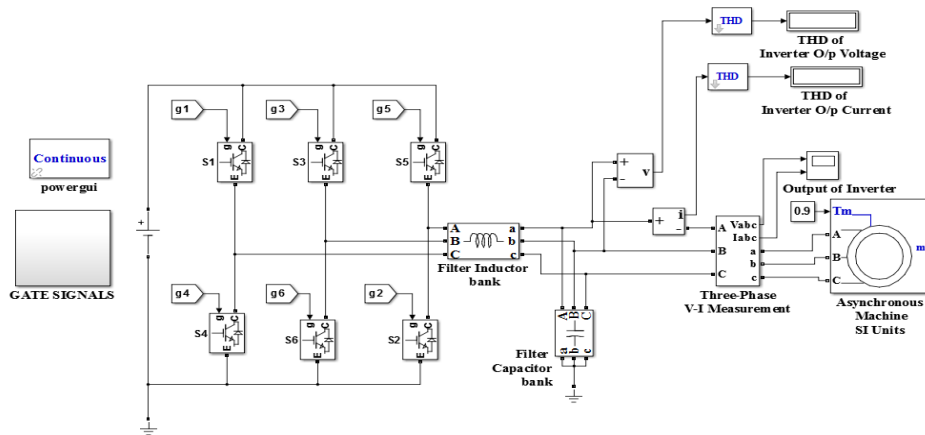 THD
THD of
Inverter O/p Voltage
THD
THD of
Inverter O/p Current
g1
g3
g5
g C
S1
E
g C
S3
E
g C
S5
E
Continuous
powergui
GATE SIGNALS
+
-
v
+
-
i
Output of Inverter
0.9
Tm
m
A
B
C
a
b
c
Filter Inductor
bank
A
B
C
Vabc
Iabc
a
b
c
Three-Phase
V-I Measurement
A
B
C
Asynchronous
Machine
SI Units
g4
g6
g2
g C
S4
E
g C
S6
E
g C
S2
E
A B C
a b c
Filter
Capacitor
bank